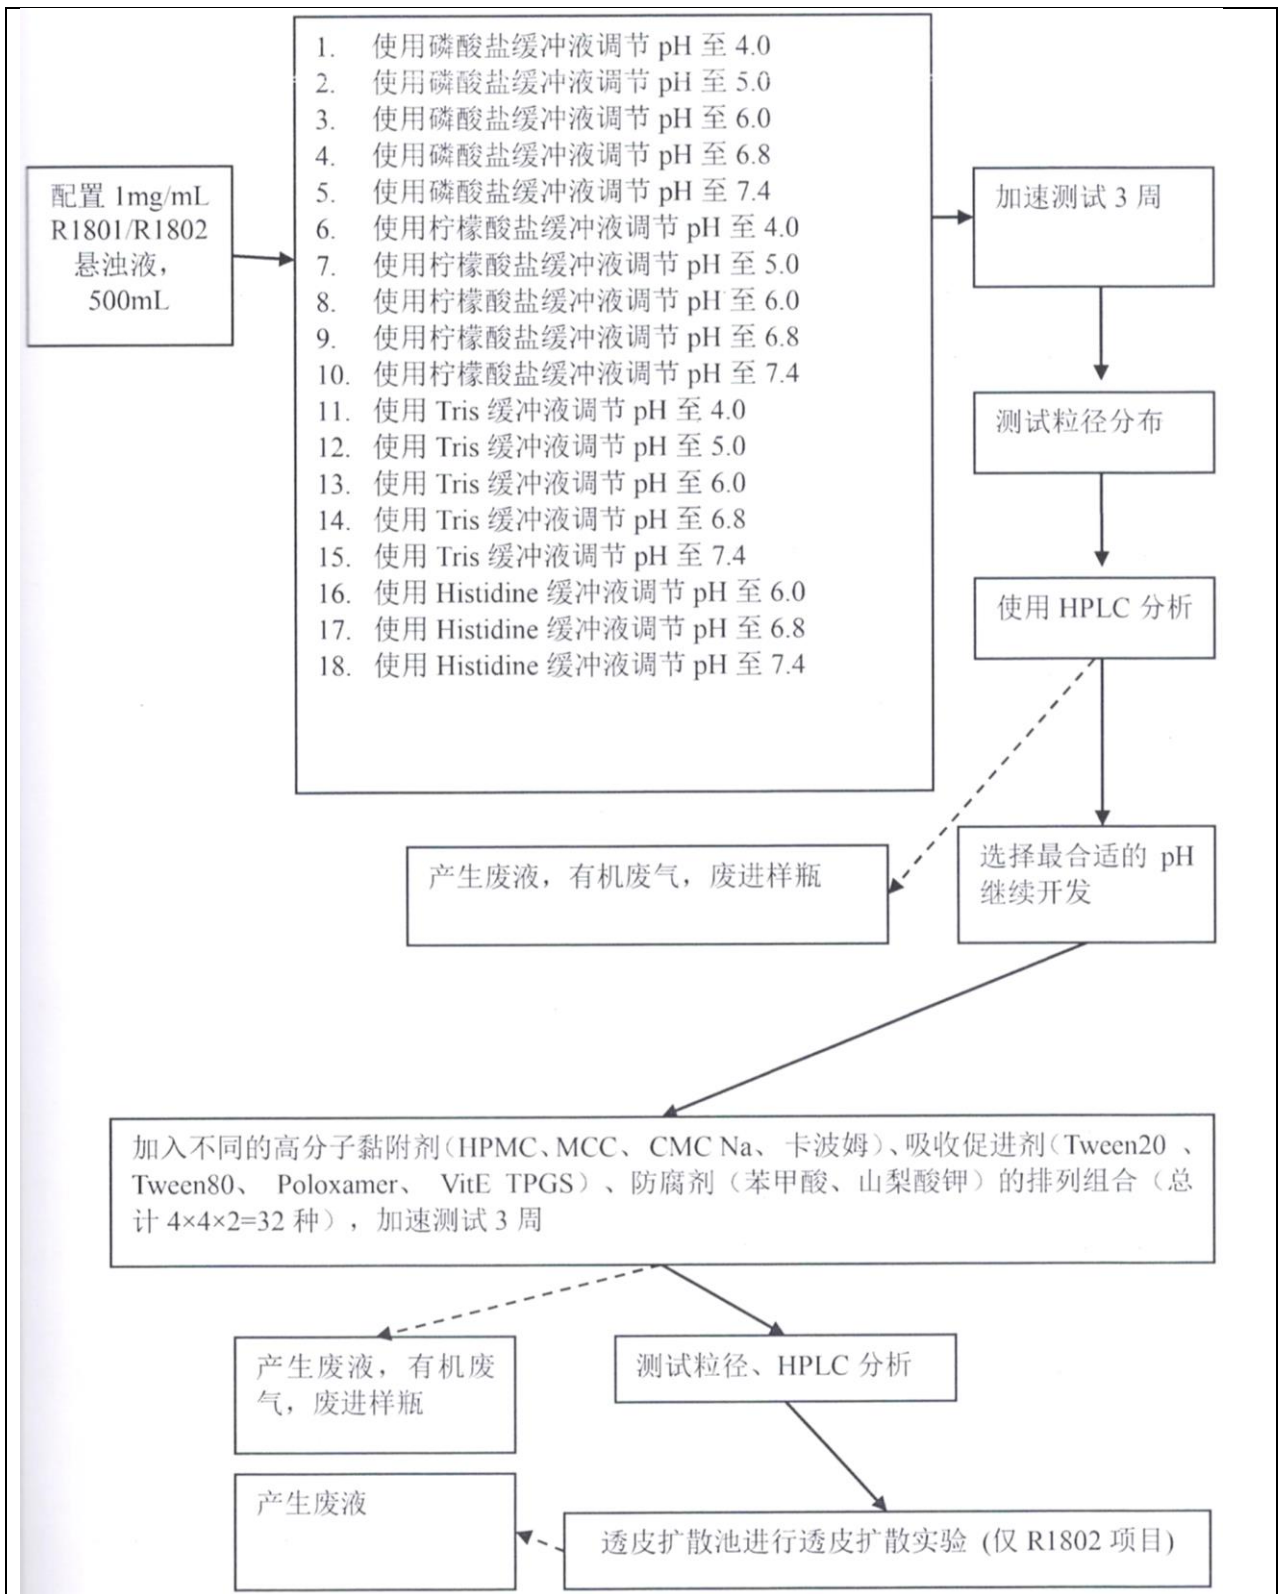 配置 1mg/mL
R1801/R1802
悬浊液，
500mL
1. 使用磷酸盐缓冲液调节 pH 至 4.0
2. 使用磷酸盐缓冲液调节 pH 至 5.0
3. 使用磷酸盐缓冲液调节 pH 至 6.0
4. 使用磷酸盐缓冲液调节 pH 至 6.8
5. 使用磷酸盐缓冲液调节 pH 至 7.4
6. 使用柠檬酸盐缓冲液调节 pH 至 4.0
7. 使用柠檬酸盐缓冲液调节 pH 至 5.0
8. 使用柠檬酸盐缓冲液调节 pH 至 6.0
9. 使用柠檬酸盐缓冲液调节 pH 至 6.8
10. 使用柠檬酸盐缓冲液调节 pH 至 7.4
11. 使用 Tris 缓冲液调节 pH 至 4.0
12. 使用 Tris 缓冲液调节 pH 至 5.0
13. 使用 Tris 缓冲液调节 pH 至 6.0
14. 使用 Tris 缓冲液调节 pH 至 6.8
15. 使用 Tris 缓冲液调节 pH 至 7.4
16. 使用 Histidine 缓冲液调节 pH 至 6.0
17. 使用 Histidine 缓冲液调节 pH 至 6.8
18. 使用 Histidine 缓冲液调节 pH 至 7.4
加速测试 3 周
测试粒径分布
使用 HPLC 分析
选择最合适的 pH
继续开发
产生废液，有机废气，废进样瓶
加入不同的高分子黏附剂（HPMC、MCC、CMC Na、卡波姆）、吸收促进剂（Tween20、
Tween80、Poloxamer、VitE TPGS）、防腐剂（苯甲酸、山梨酸钾）的排列组合（总
计 4×4×2=32 种），加速测试 3 周
产生废液，有机废
气，废进样瓶
测试粒径、HPLC 分析
产生废液
透皮扩散池进行透皮扩散实验 (仅 R1802 项目)